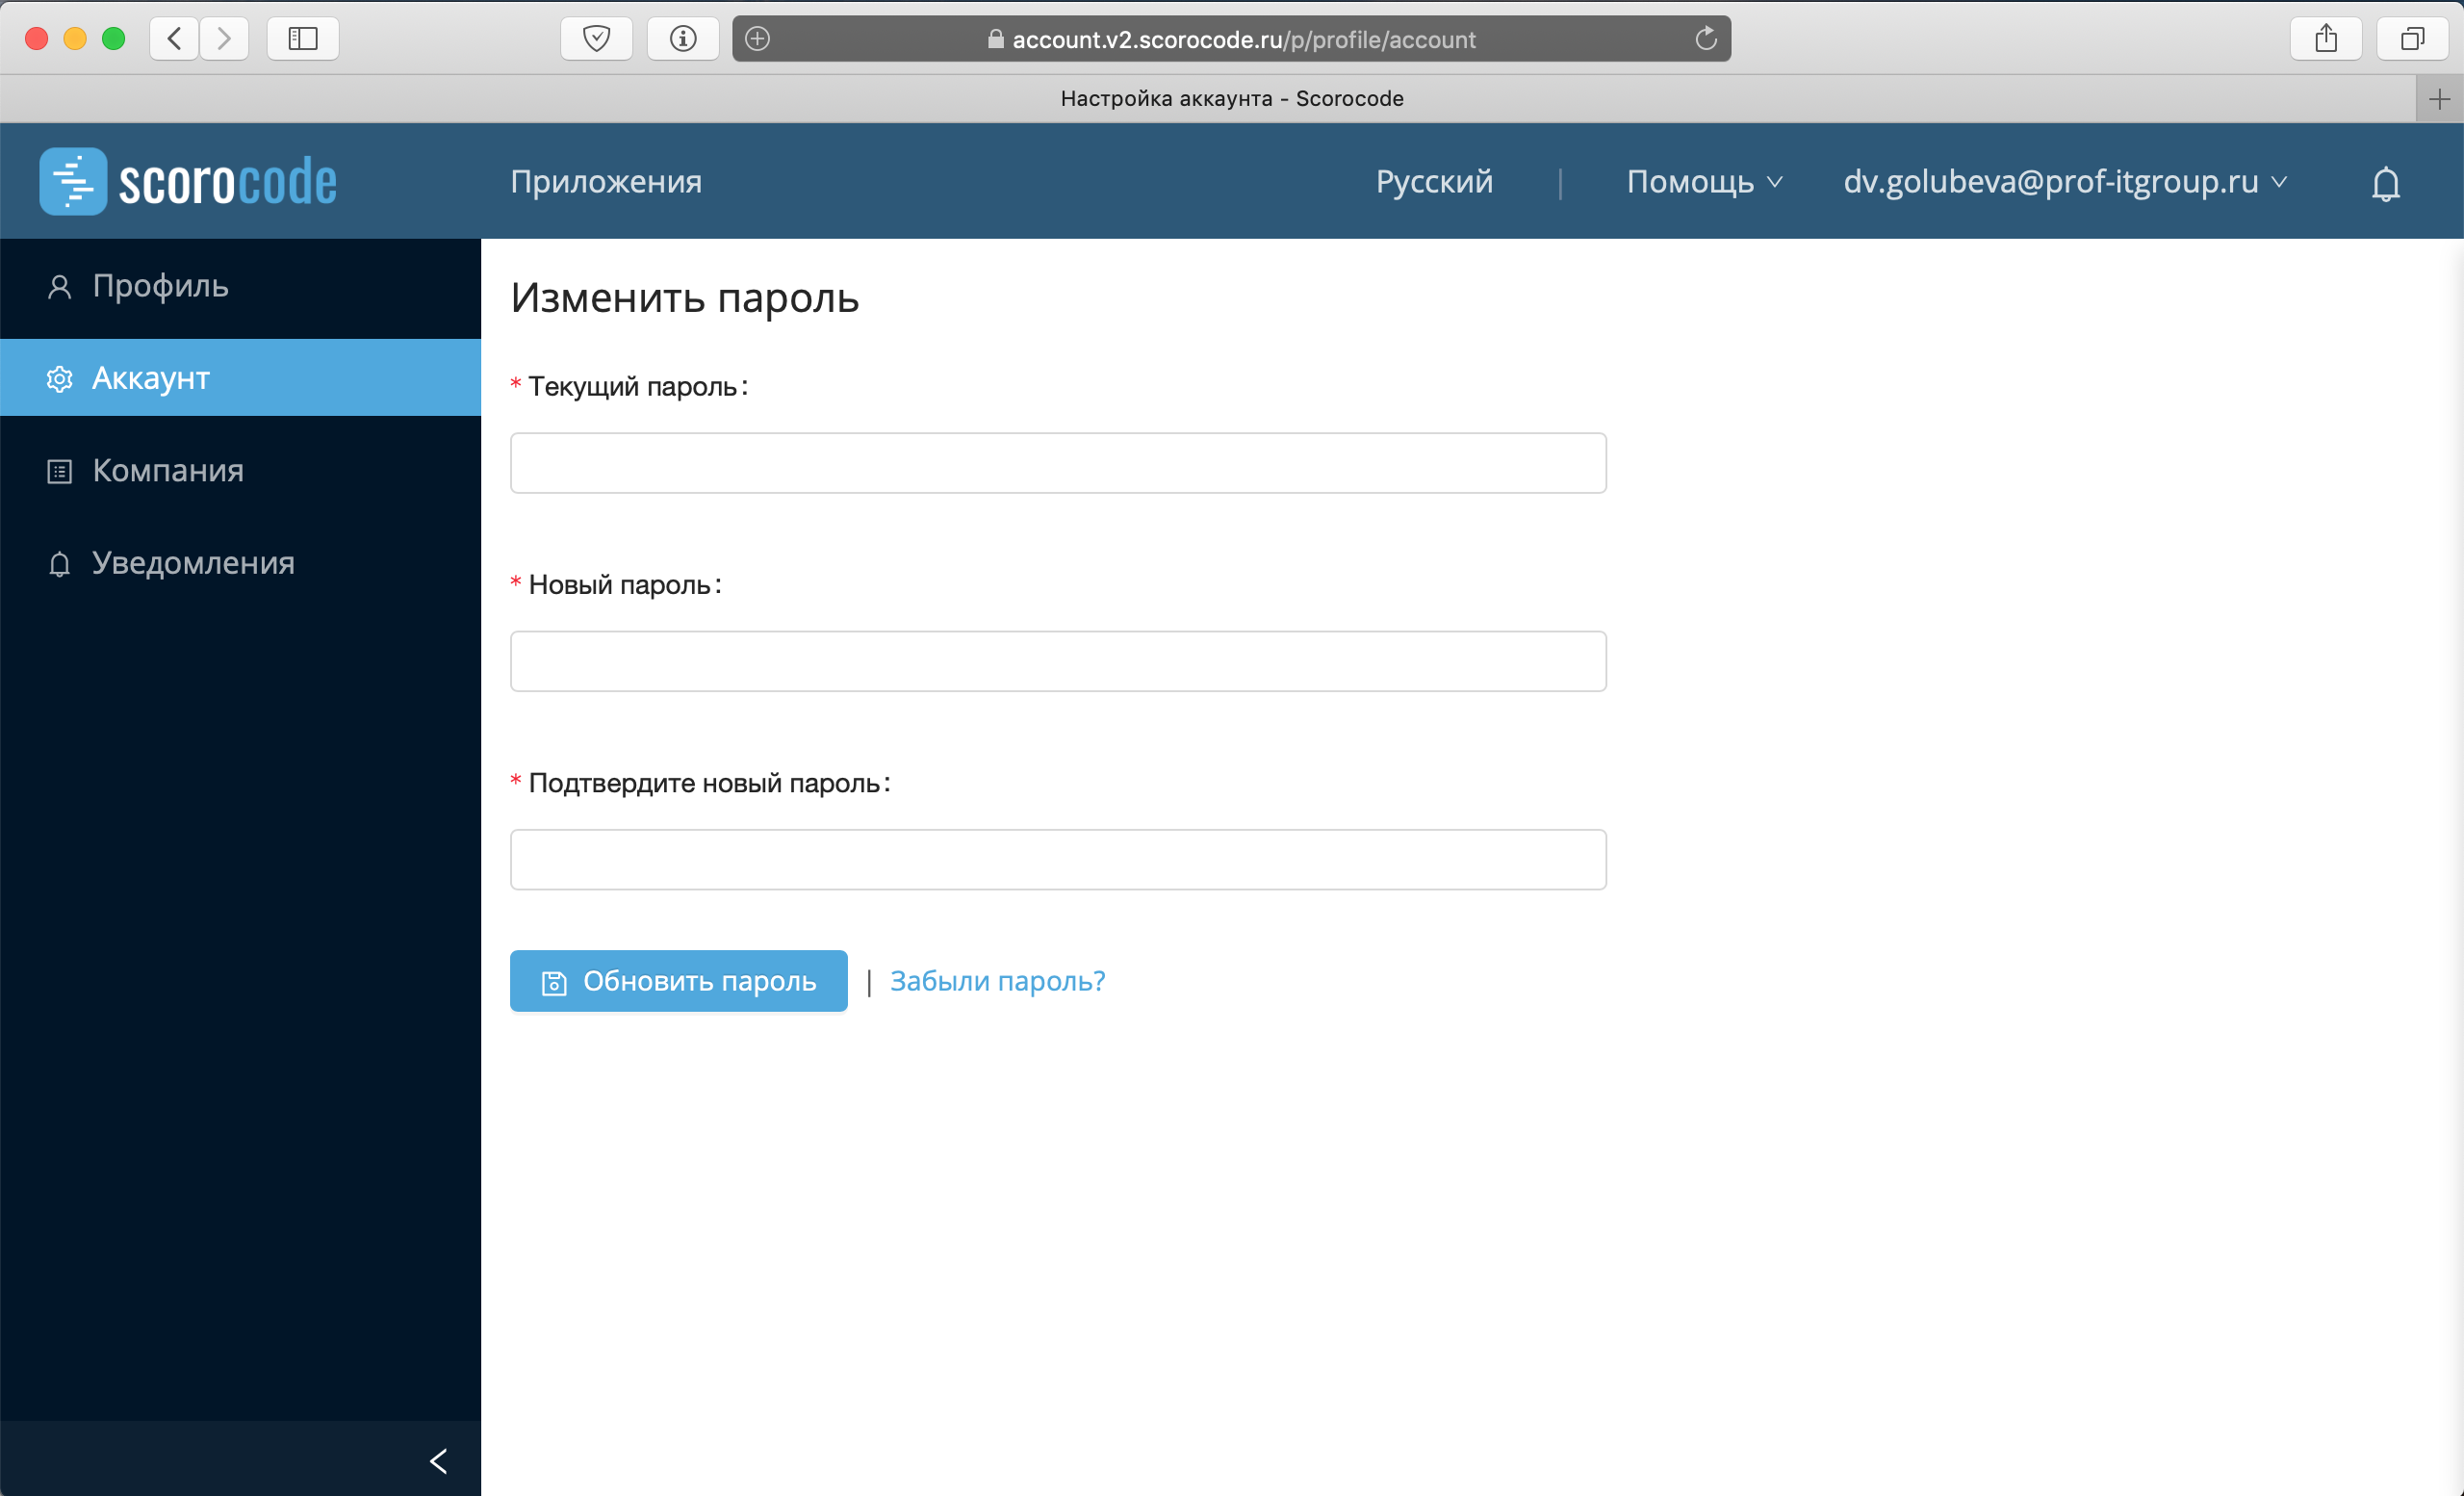 account.v2.scorocode.ru/p/profile/account
Настройка аккаунта - Scorocode
scorocode
Приложения
Русский | Помощь
dv.golubeva@prof-itgroup.ru
Профиль
Аккаунт
Компания
Уведомления
Изменить пароль
* Текущий пароль:
* Новый пароль:
* Подтвердите новый пароль:
Обновить пароль | Забыли пароль?